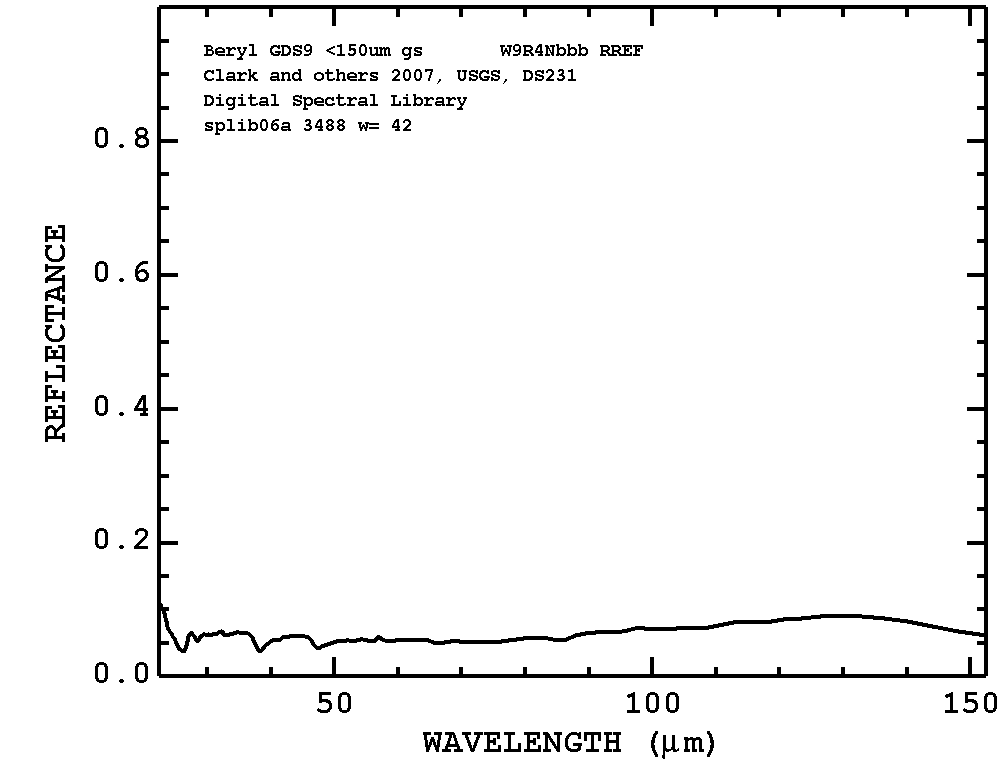 Beryl GDS9 <150um gs W9R4Nbbb RREF
Clark and others 2007, USGS, DS231
Digital Spectral Library
splib06a 3488 w= 42
REFLECTANCE
0.8
0.6
0.4
0.2
0.0
50 100 150
WAVELENGTH (μm)